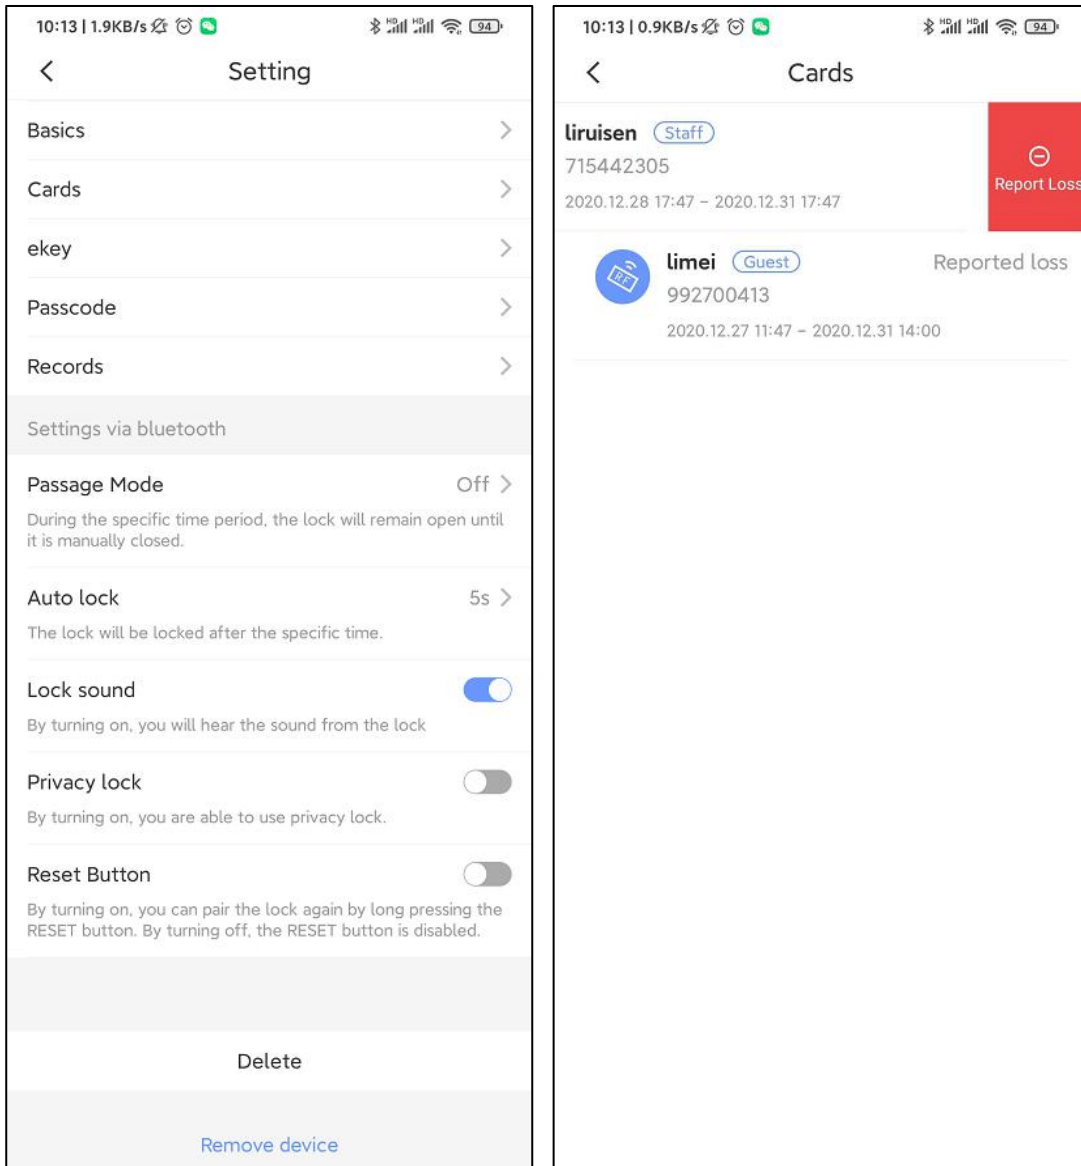 10:13 | 1.9KB/s
HD HD 94
Setting
Basics
Cards
ekey
Passcode
Records
Settings via bluetooth
Passage Mode Off
During the specific time period, the lock will remain open until
it is manually closed.
Auto lock 5s
The lock will be locked after the specific time.
Lock sound
By turning on, you will hear the sound from the lock
Privacy lock
By turning on, you are able to use privacy lock.
Reset Button
By turning on, you can pair the lock again by long pressing the
RESET button. By turning off, the RESET button is disabled.
Delete
Remove device
10:13 | 0.9KB/s
HD HD 94
Cards
liruisen Staff
715442305
2020.12.28 17:47 - 2020.12.31 17:47
Report Loss
RF
limei Guest Reported loss
992700413
2020.12.27 11:47 - 2020.12.31 14:00